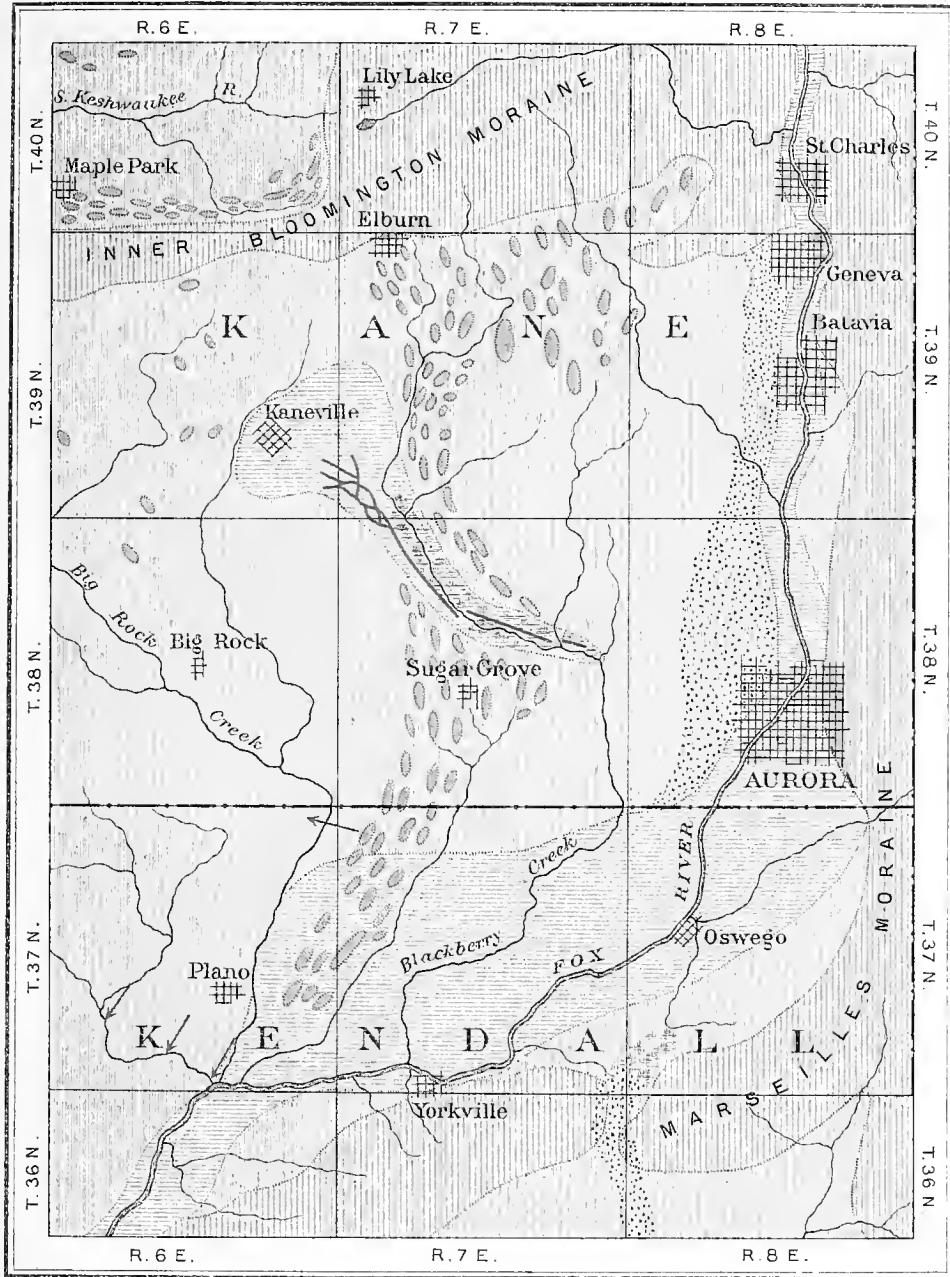 R.6 E. R.7 E. R.8 E.
T.40 N. T.40 N.
Lily Lake
S. Keshwaukee R.
St. Charles
Maple Park
INNER BLOOMINGTON MORAINE
Elburn
Geneva
K A N E
Batavia
T.39 N. T.39 N.
Kaneville
Big Rock Creek
Big Rock
T.38 N. T.38 N.
Sugar Grove
AURORA
MARSEILLES MORAINE
FOX RIVER
Blackberry Creek
Oswego
T.37 N. T.37 N.
Plano
K E N D A L L
Yorkville
T.36 N. T.36 N.
R.6 E. R.7 E. R.8 E.